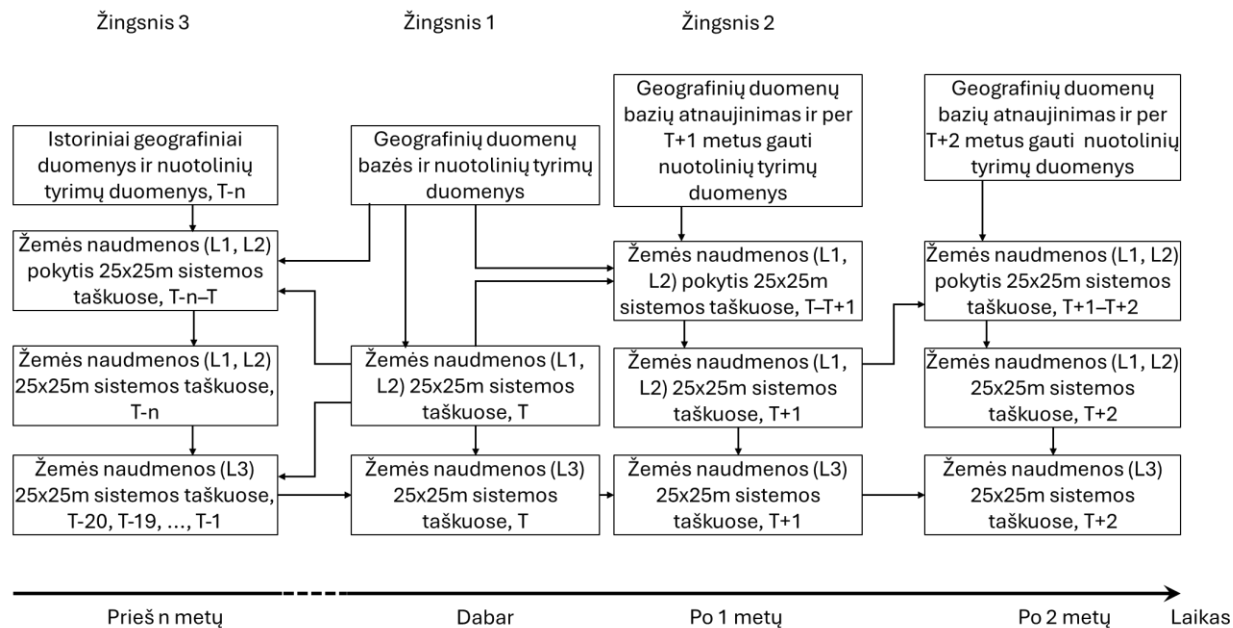 Žingsnis 3
Žingsnis 1
Žingsnis 2
Istoriniai geografiniai
duomenys ir nuotolinių
tyrimų duomenys, T-n
Geografinių duomenų
bazės ir nuotolinių tyrimų
duomenys
Geografinių duomenų
bazių atnaujinimas ir per
T+1 metus gauti
nuotolinių tyrimų
duomenys
Geografinių duomenų
bazių atnaujinimas ir per
T+2 metus gauti nuotolinių
tyrimų duomenys
Žemės naudmenos (L1, L2)
pokytis 25x25m sistemos
taškuose, T-n–T
Žemės naudmenos (L1,
L2) pokytis 25x25m
sistemos taškuose, T–T+1
Žemės naudmenos (L1, L2)
pokytis 25x25m sistemos
taškuose, T+1–T+2
Žemės naudmenos (L1, L2)
25x25m sistemos taškuose,
T-n
Žemės naudmenos (L1,
L2) 25x25m sistemos
taškuose, T
Žemės naudmenos (L1,
L2) 25x25m sistemos
taškuose, T+1
Žemės naudmenos (L1, L2)
25x25m sistemos
taškuose, T+2
Žemės naudmenos (L3)
25x25m sistemos taškuose,
T-20, T-19, …, T-1
Žemės naudmenos (L3)
25x25m sistemos
taškuose, T
Žemės naudmenos (L3)
25x25m sistemos
taškuose, T+1
Žemės naudmenos (L3)
25x25m sistemos
taškuose, T+2
Prieš n metų
Dabar
Po 1 metų
Po 2 metų
Laikas